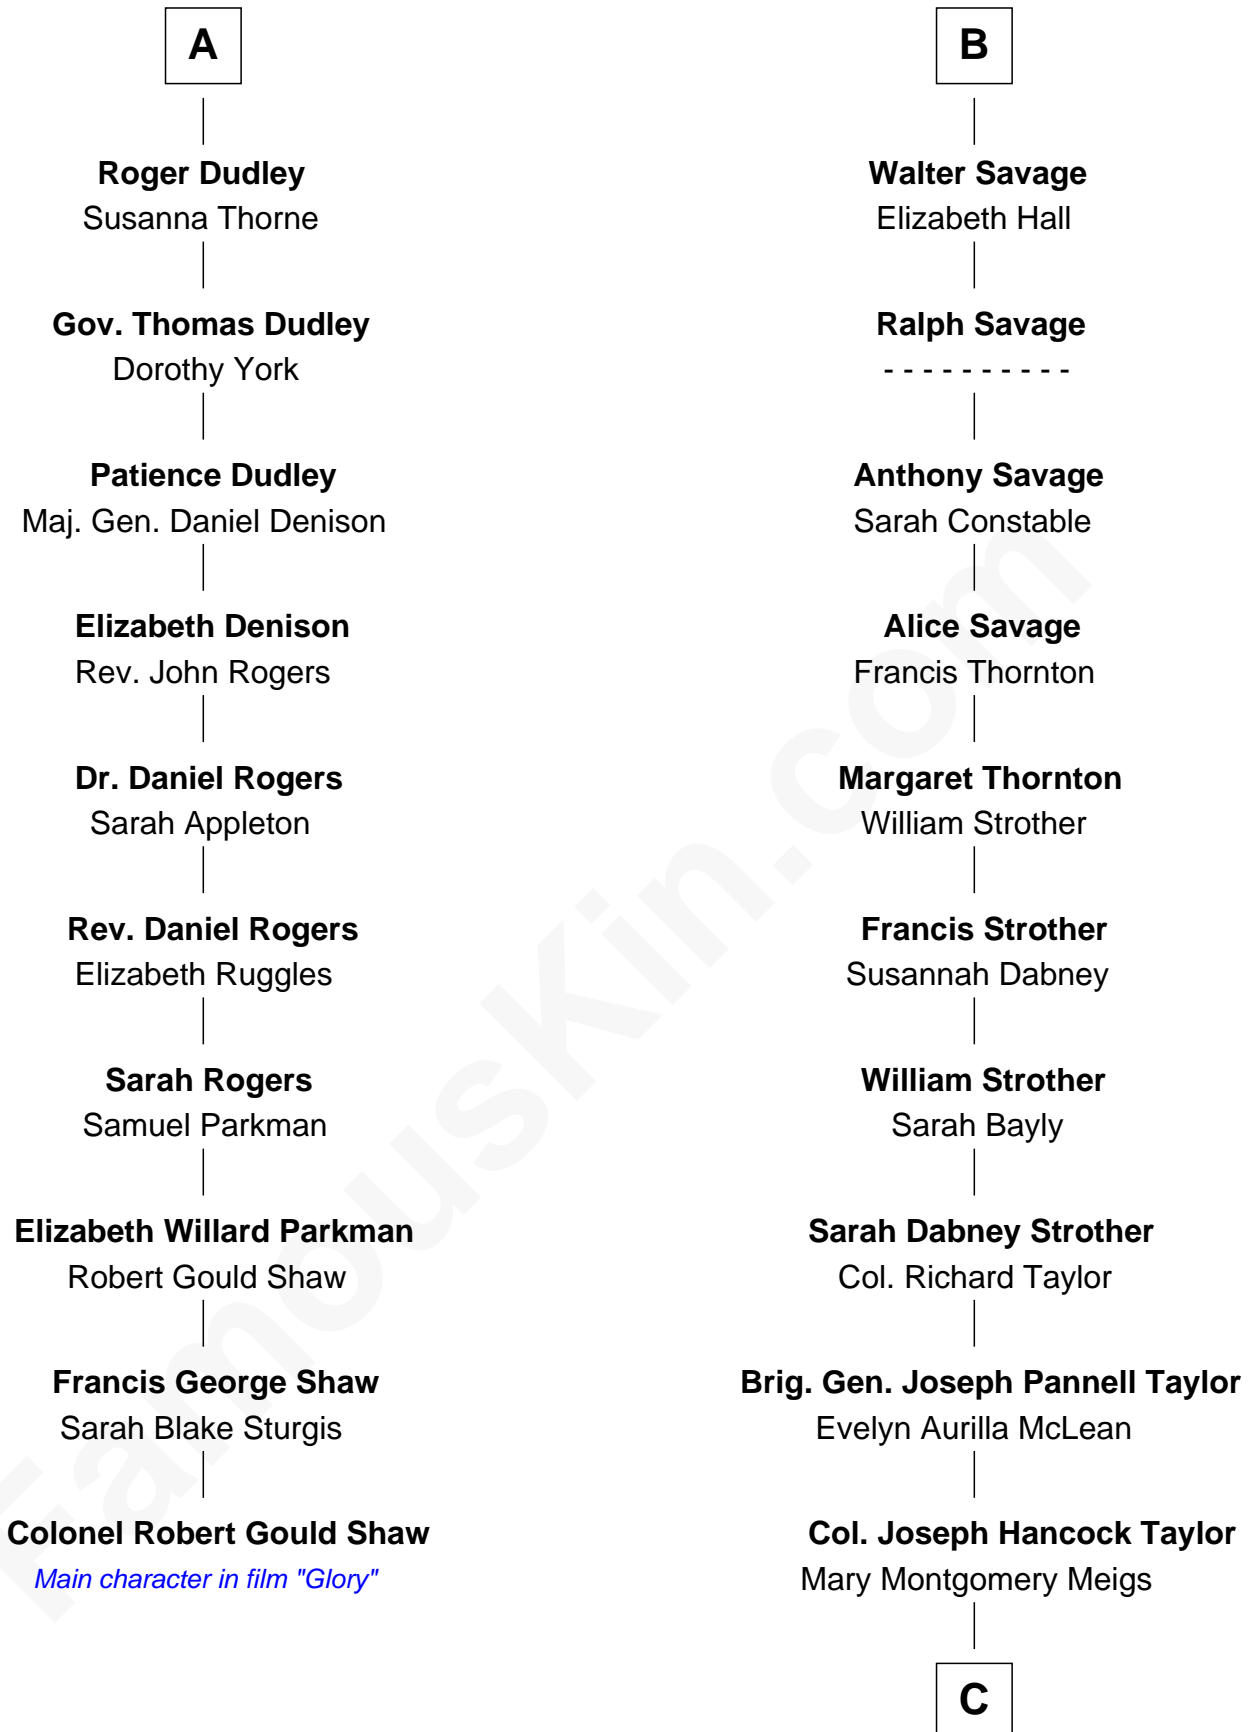 A
Roger Dudley
Susanna Thorne
Gov. Thomas Dudley
Dorothy York
Patience Dudley
Maj. Gen. Daniel Denison
Elizabeth Denison
Rev. John Rogers
Dr. Daniel Rogers
Sarah Appleton
Rev. Daniel Rogers
Elizabeth Ruggles
Sarah Rogers
Samuel Parkman
Elizabeth Willard Parkman
Robert Gould Shaw
Francis George Shaw
Sarah Blake Sturgis
Colonel Robert Gould Shaw
Main character in film "Glory"
B
Walter Savage
Elizabeth Hall
Ralph Savage
- - - - - - - - - -
Anthony Savage
Sarah Constable
Alice Savage
Francis Thornton
Margaret Thornton
William Strother
Francis Strother
Susannah Dabney
William Strother
Sarah Bayly
Sarah Dabney Strother
Col. Richard Taylor
Brig. Gen. Joseph Pannell Taylor
Evelyn Aurilla McLean
Col. Joseph Hancock Taylor
Mary Montgomery Meigs
C
FamousKin.com